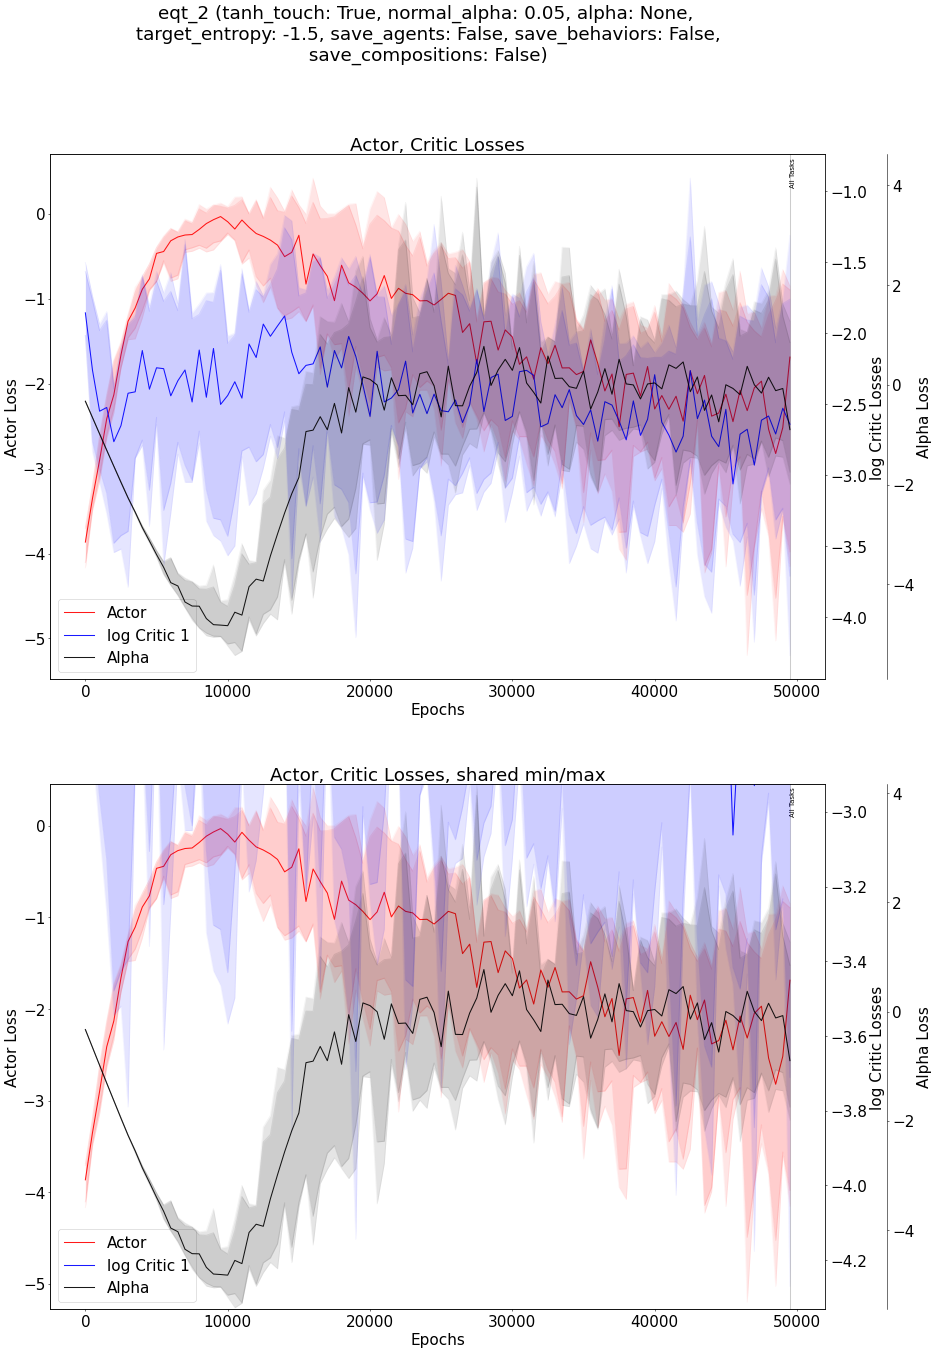 eqt_2 (tanh_touch: True, normal_alpha: 0.05, alpha: None,
target_entropy: -1.5, save_agents: False, save_behaviors: False,
save_compositions: False)
Actor, Critic Losses
All Tasks
0
−1
−2
−3
−4
−5
Actor Loss
−1.0
−1.5
−2.0
−2.5
−3.0
−3.5
−4.0
log Critic Losses
4
2
0
−2
−4
Alpha Loss
Actor
log Critic 1
Alpha
0 10000 20000 30000 40000 50000
Epochs
Actor, Critic Losses, shared min/max
All Tasks
0
−1
−2
−3
−4
−5
Actor Loss
−3.0
−3.2
−3.4
−3.6
−3.8
−4.0
−4.2
log Critic Losses
4
2
0
−2
−4
Alpha Loss
Actor
log Critic 1
Alpha
0 10000 20000 30000 40000 50000
Epochs